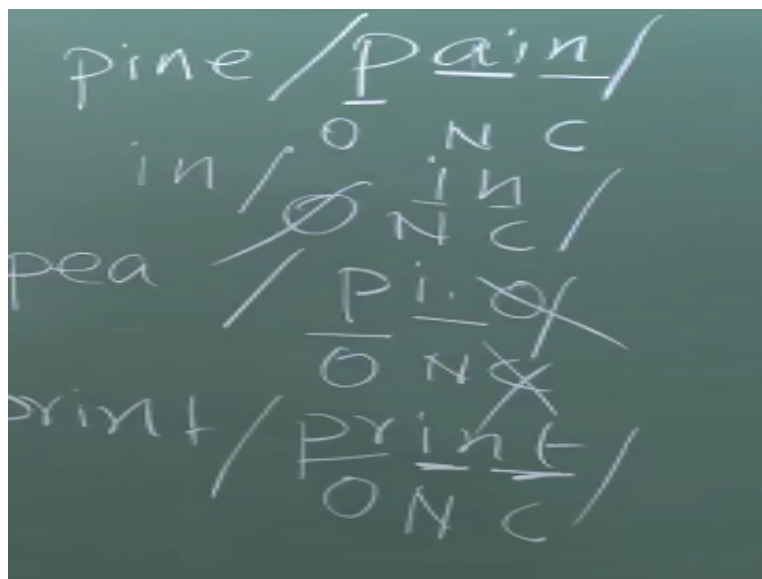 pine /pain/
O N C
in / Ø in /
N C
pea / pi. Ø
O N C
print / print /
O N C